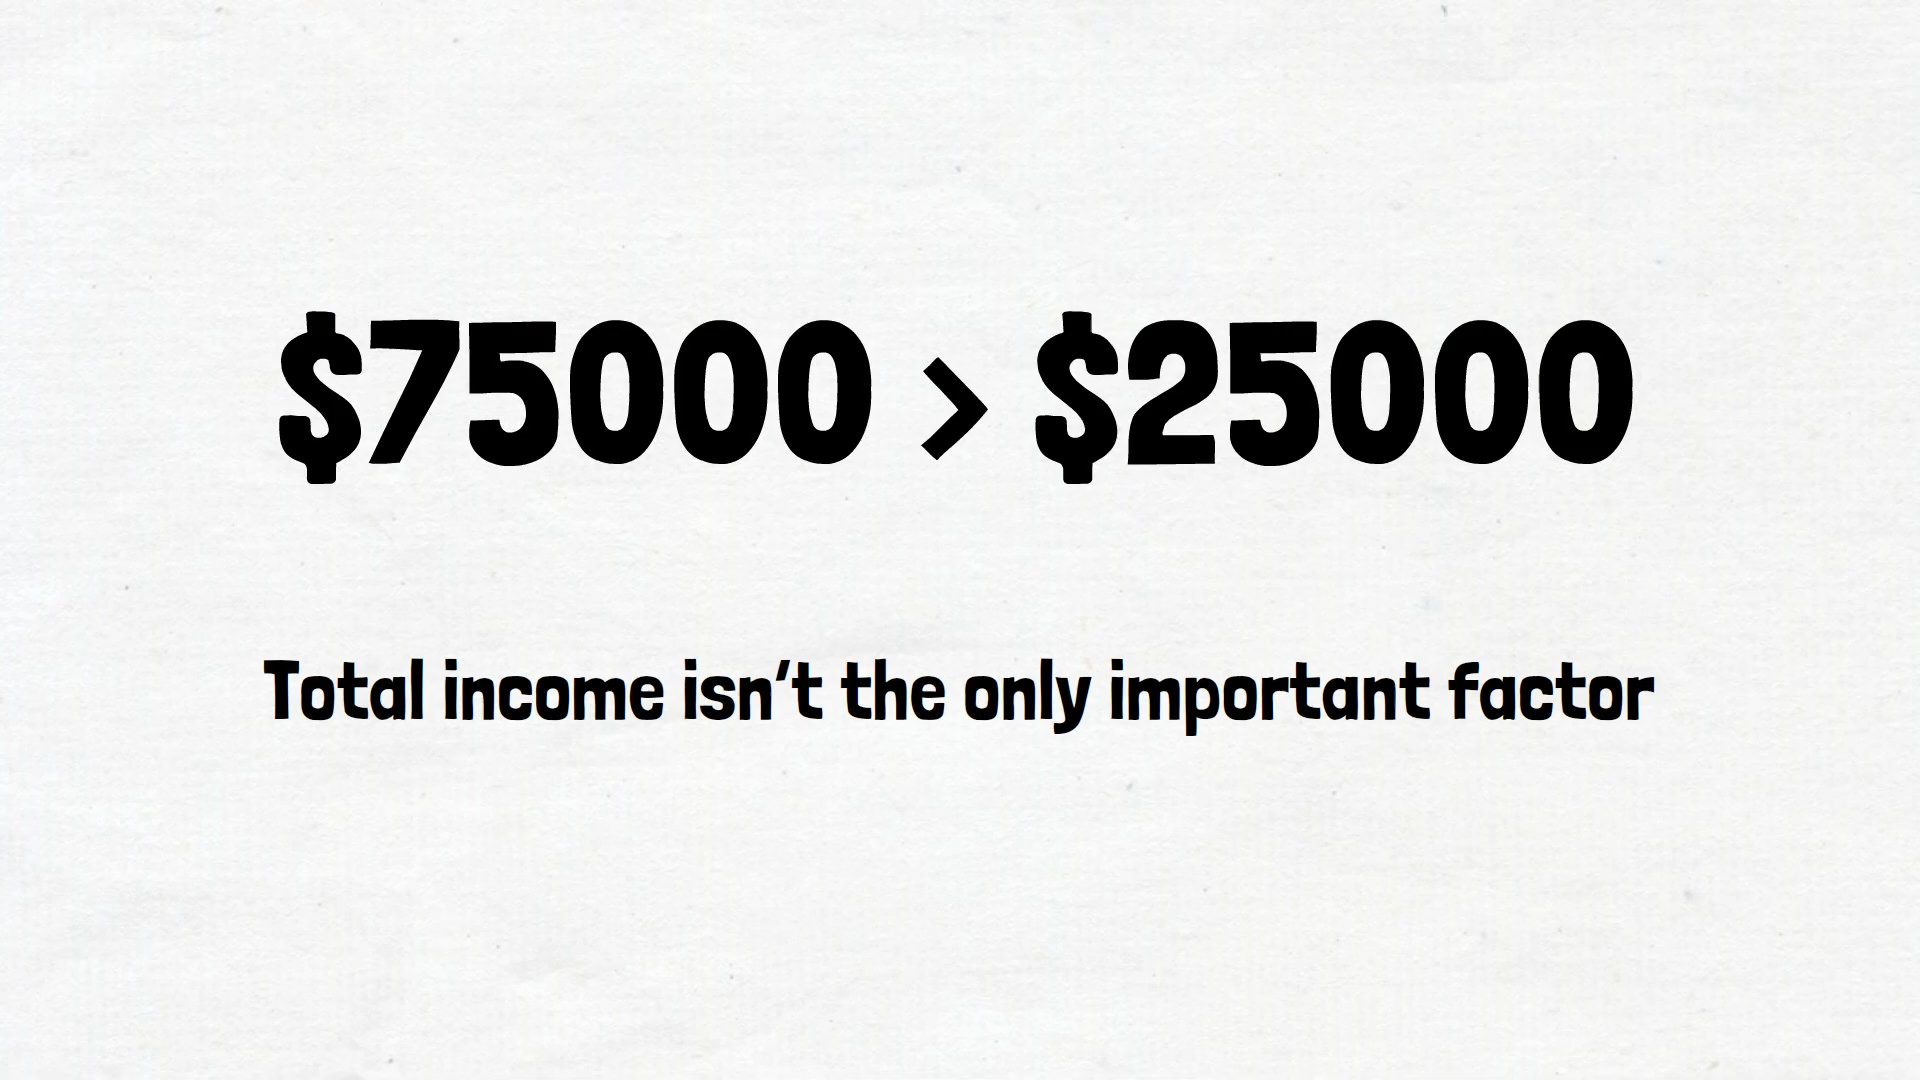 $75000 > $25000
Total income isn't the only important factor